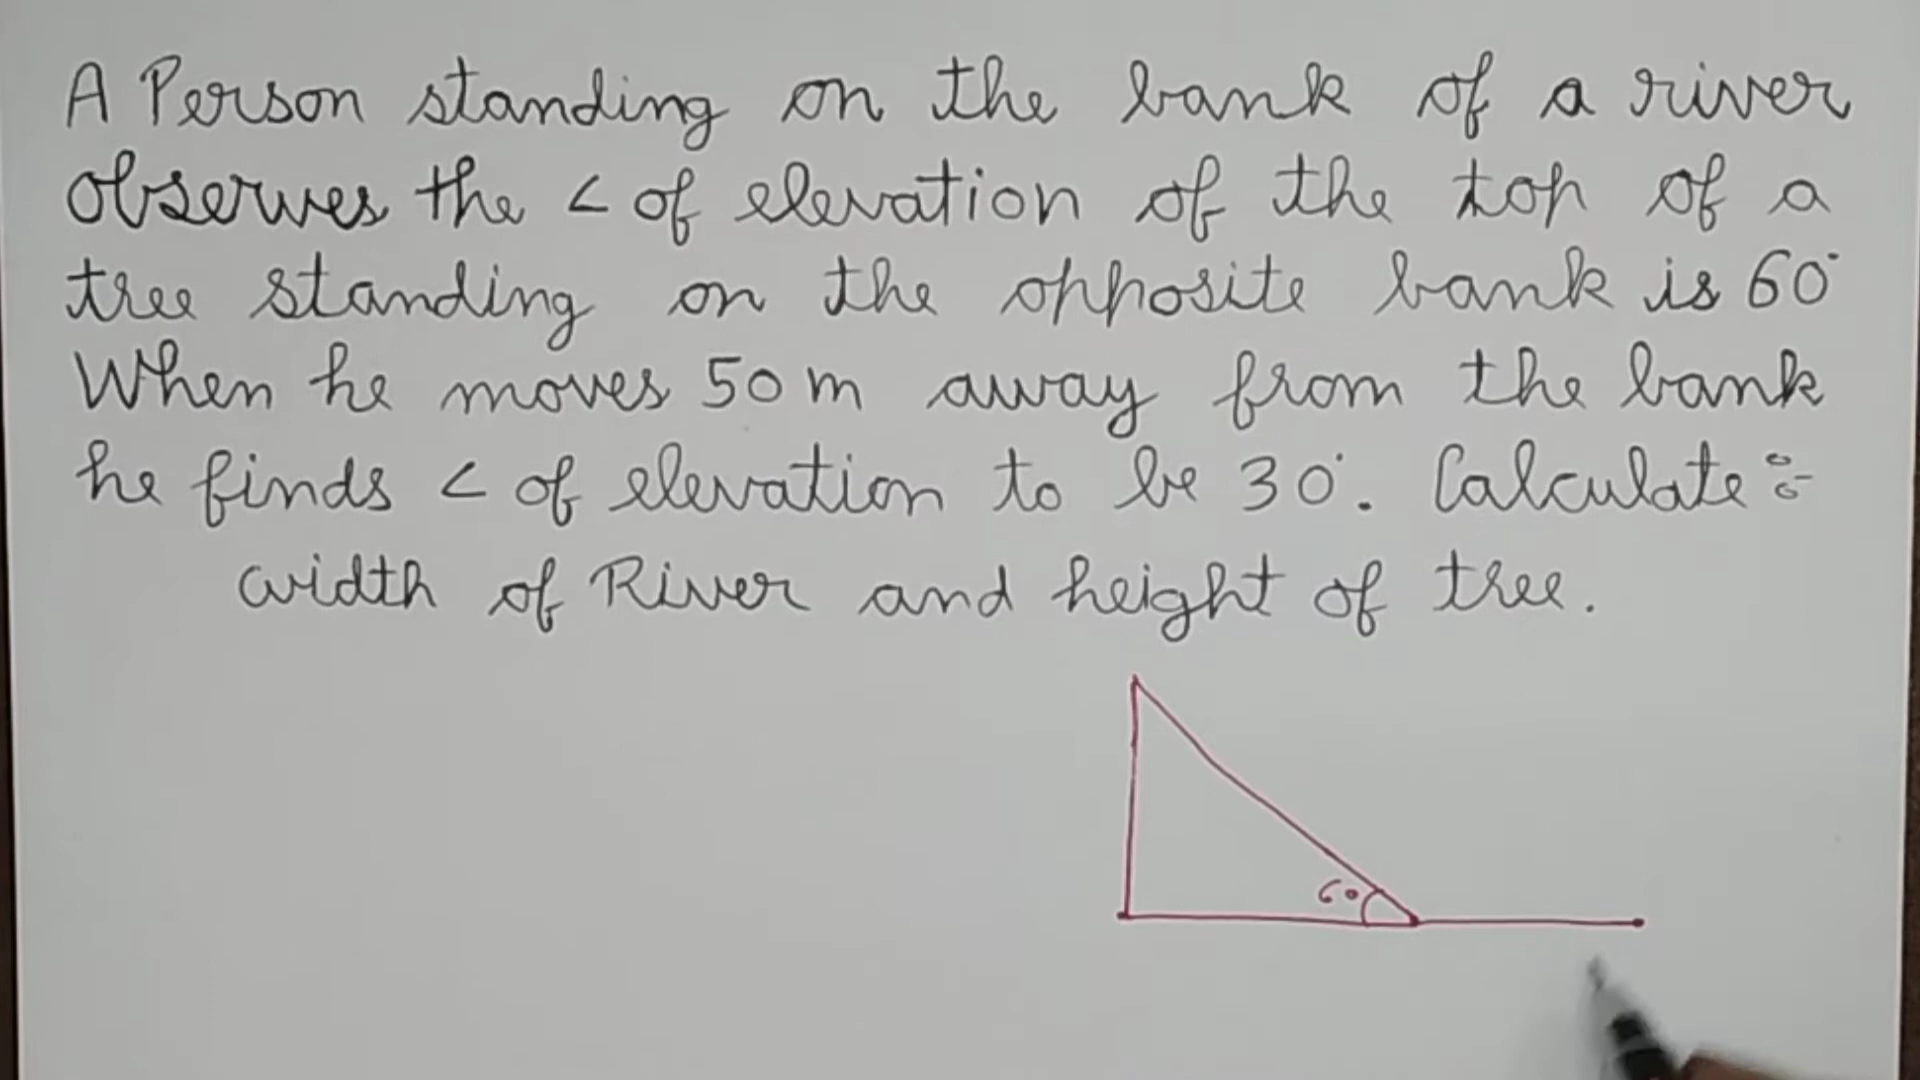 A Person standing on the bank of a river
observes the < of elevation of the top of a
tree standing on the opposite bank is 60°
When he moves 50 m away from the bank
he finds < of elevation to be 30°. Calculate :-
width of River and height of tree.
60